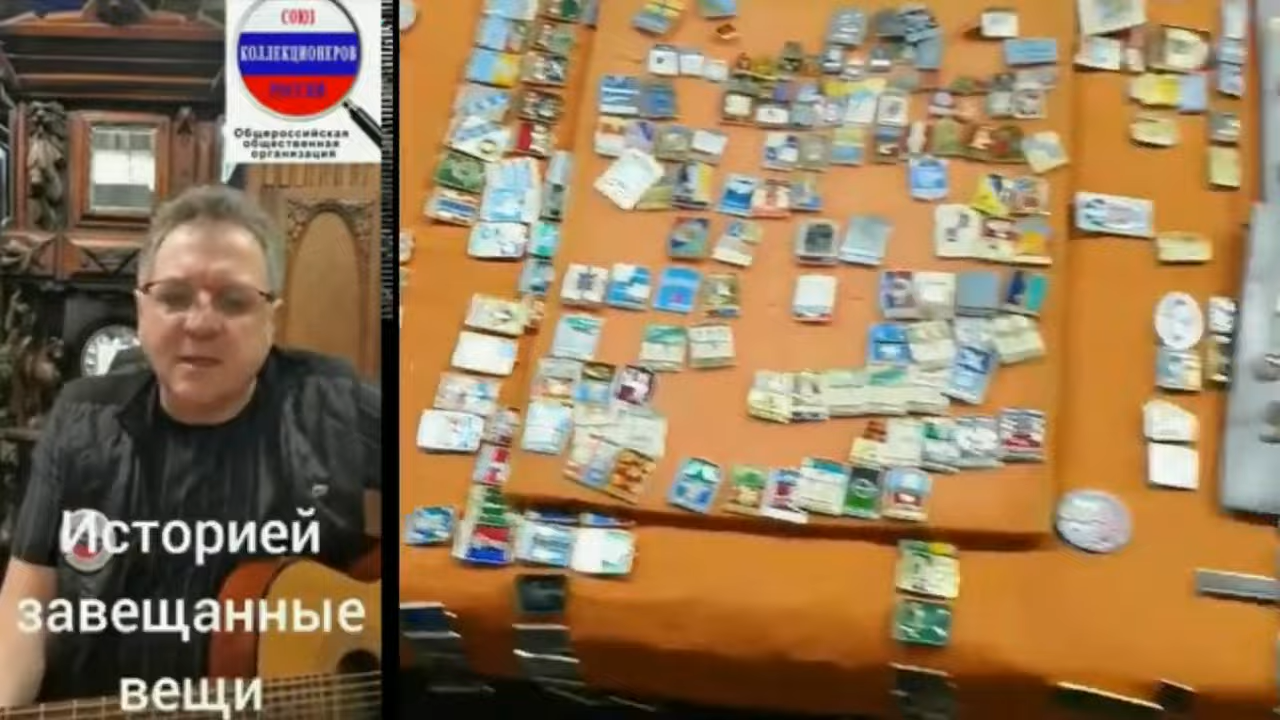 СОЮЗ
КОЛЛЕКЦИОНЕРОВ
РОССИИ
Общероссийская
общественная
организация
Историей
завещанные
вещи